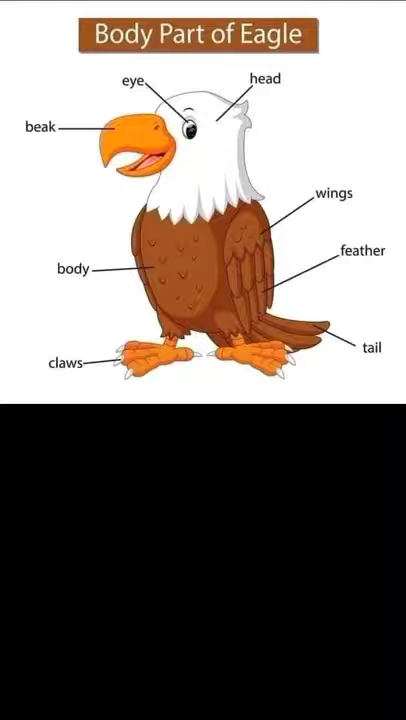 Body Part of Eagle
eye
head
beak
wings
feather
body
tail
claws